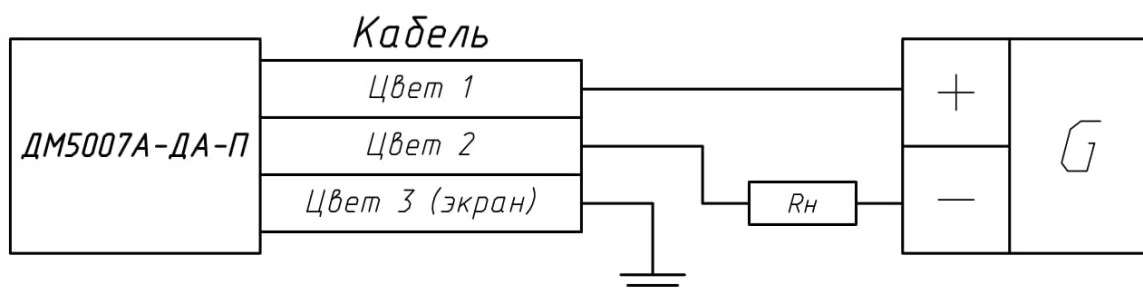 Кабель
ДМ5007А-ДА-П
Цвет 1
Цвет 2
Цвет 3 (экран)
Rн
+
—
G